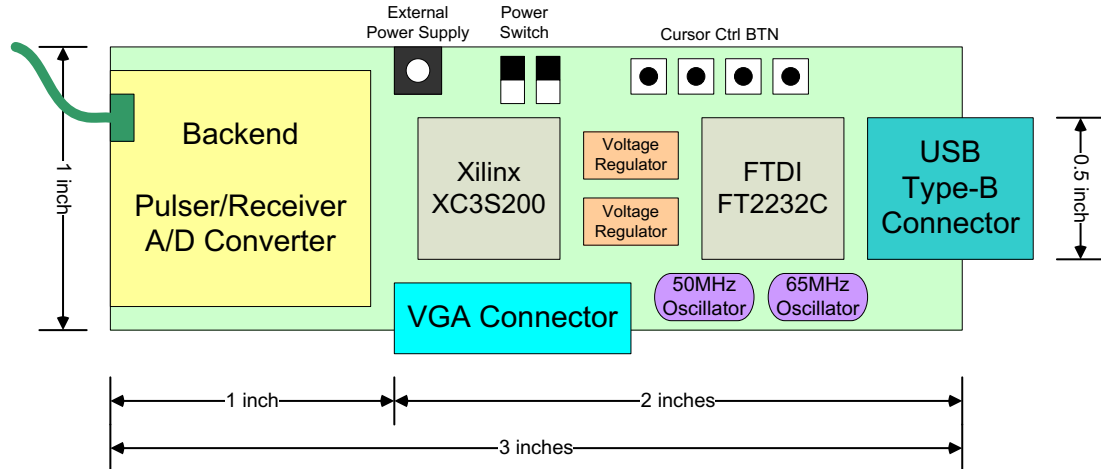 External
Power Supply
Power
Switch
Cursor Ctrl BTN
Backend
Pulser/Receiver
A/D Converter
Xilinx
XC3S200
Voltage
Regulator
Voltage
Regulator
FTDI
FT2232C
USB
Type-B
Connector
1 inch
0.5 inch
50MHz
Oscillator
65MHz
Oscillator
VGA Connector
1 inch
2 inches
3 inches